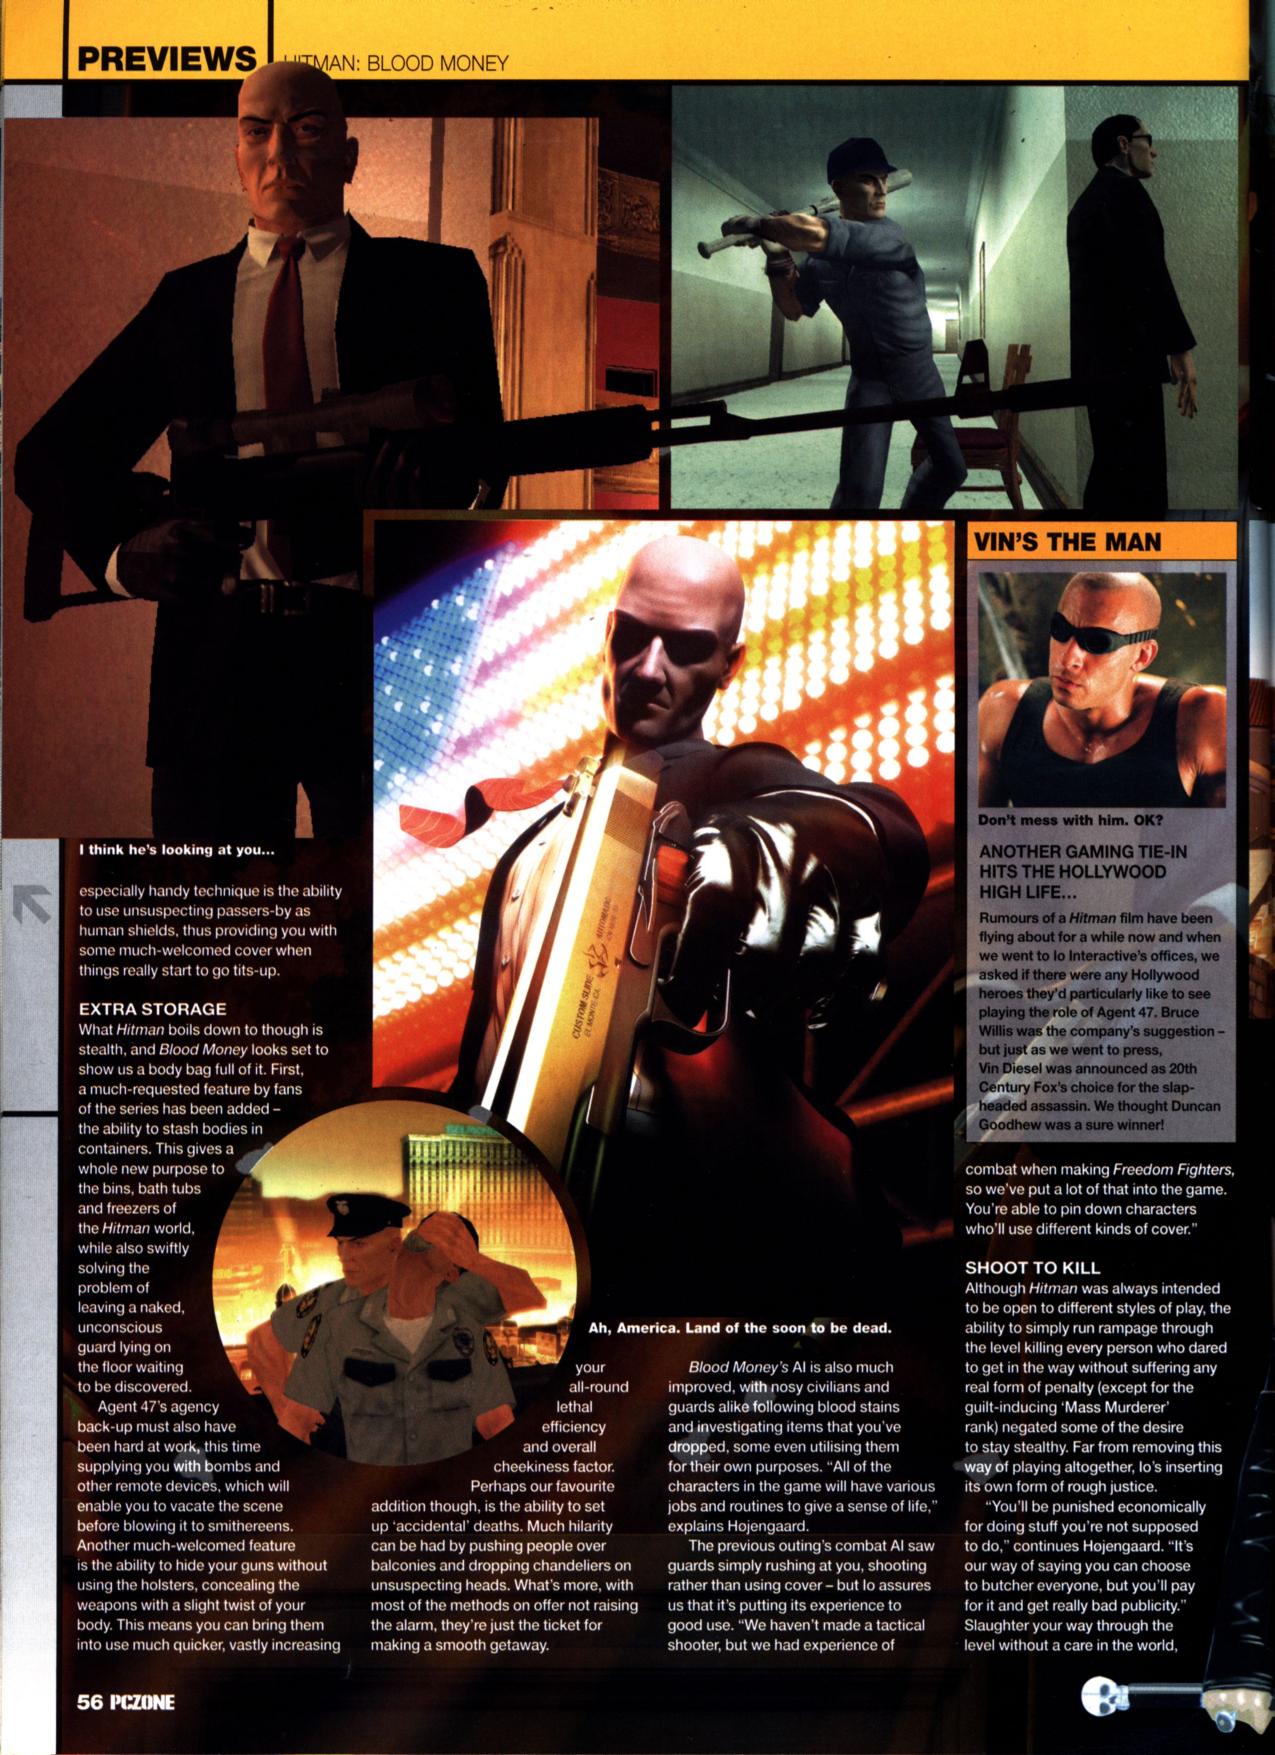 PREVIEWS
HITMAN: BLOOD MONEY
I think he's looking at you...
especially handy technique is the ability
to use unsuspecting passers-by as
human shields, thus providing you with
some much-welcomed cover when
things really start to go tits-up.
EXTRA STORAGE
What Hitman boils down to though is
stealth, and Blood Money looks set to
show us a body bag full of it. First,
a much-requested feature by fans
of the series has been added –
the ability to stash bodies in
containers. This gives a
whole new purpose to
the bins, bath tubs
and freezers of
the Hitman world,
while also swiftly
solving the
problem of
leaving a naked,
unconscious
guard lying on
the floor waiting
to be discovered.
Agent 47's agency
back-up must also have
been hard at work, this time
supplying you with bombs and
other remote devices, which will
enable you to vacate the scene
before blowing it to smithereens.
Another much-welcomed feature
is the ability to hide your guns without
using the holsters, concealing the
weapons with a slight twist of your
body. This means you can bring them
into use much quicker, vastly increasing
CUSTOM SLIDE
EL MONTE-CA.
AUTOMAG
BELMOND
your
all-round
lethal
efficiency
and overall
cheekiness factor.
Perhaps our favourite
addition though, is the ability to set
up 'accidental' deaths. Much hilarity
can be had by pushing people over
balconies and dropping chandeliers on
unsuspecting heads. What's more, with
most of the methods on offer not raising
the alarm, they're just the ticket for
making a smooth getaway.
Ah, America. Land of the soon to be dead.
Blood Money's AI is also much
improved, with nosy civilians and
guards alike following blood stains
and investigating items that you've
dropped, some even utilising them
for their own purposes. “All of the
characters in the game will have various
jobs and routines to give a sense of life,”
explains Hojengaard.
The previous outing's combat AI saw
guards simply rushing at you, shooting
rather than using cover – but Io assures
us that it's putting its experience to
good use. “We haven't made a tactical
shooter, but we had experience of
VIN'S THE MAN
Don't mess with him. OK?
ANOTHER GAMING TIE-IN
HITS THE HOLLYWOOD
HIGH LIFE...
Rumours of a Hitman film have been
flying about for a while now and when
we went to Io Interactive's offices, we
asked if there were any Hollywood
heroes they'd particularly like to see
playing the role of Agent 47. Bruce
Willis was the company's suggestion –
but just as we went to press,
Vin Diesel was announced as 20th
Century Fox's choice for the slap-
headed assassin. We thought Duncan
Goodhew was a sure winner!
combat when making Freedom Fighters,
so we've put a lot of that into the game.
You're able to pin down characters
who'll use different kinds of cover.”
SHOOT TO KILL
Although Hitman was always intended
to be open to different styles of play, the
ability to simply run rampage through
the level killing every person who dared
to get in the way without suffering any
real form of penalty (except for the
guilt-inducing 'Mass Murderer'
rank) negated some of the desire
to stay stealthy. Far from removing this
way of playing altogether, Io's inserting
its own form of rough justice.
“You'll be punished economically
for doing stuff you're not supposed
to do,” continues Hojengaard. “It's
our way of saying you can choose
to butcher everyone, but you'll pay
for it and get really bad publicity.”
Slaughter your way through the
level without a care in the world,
56 PCZONE